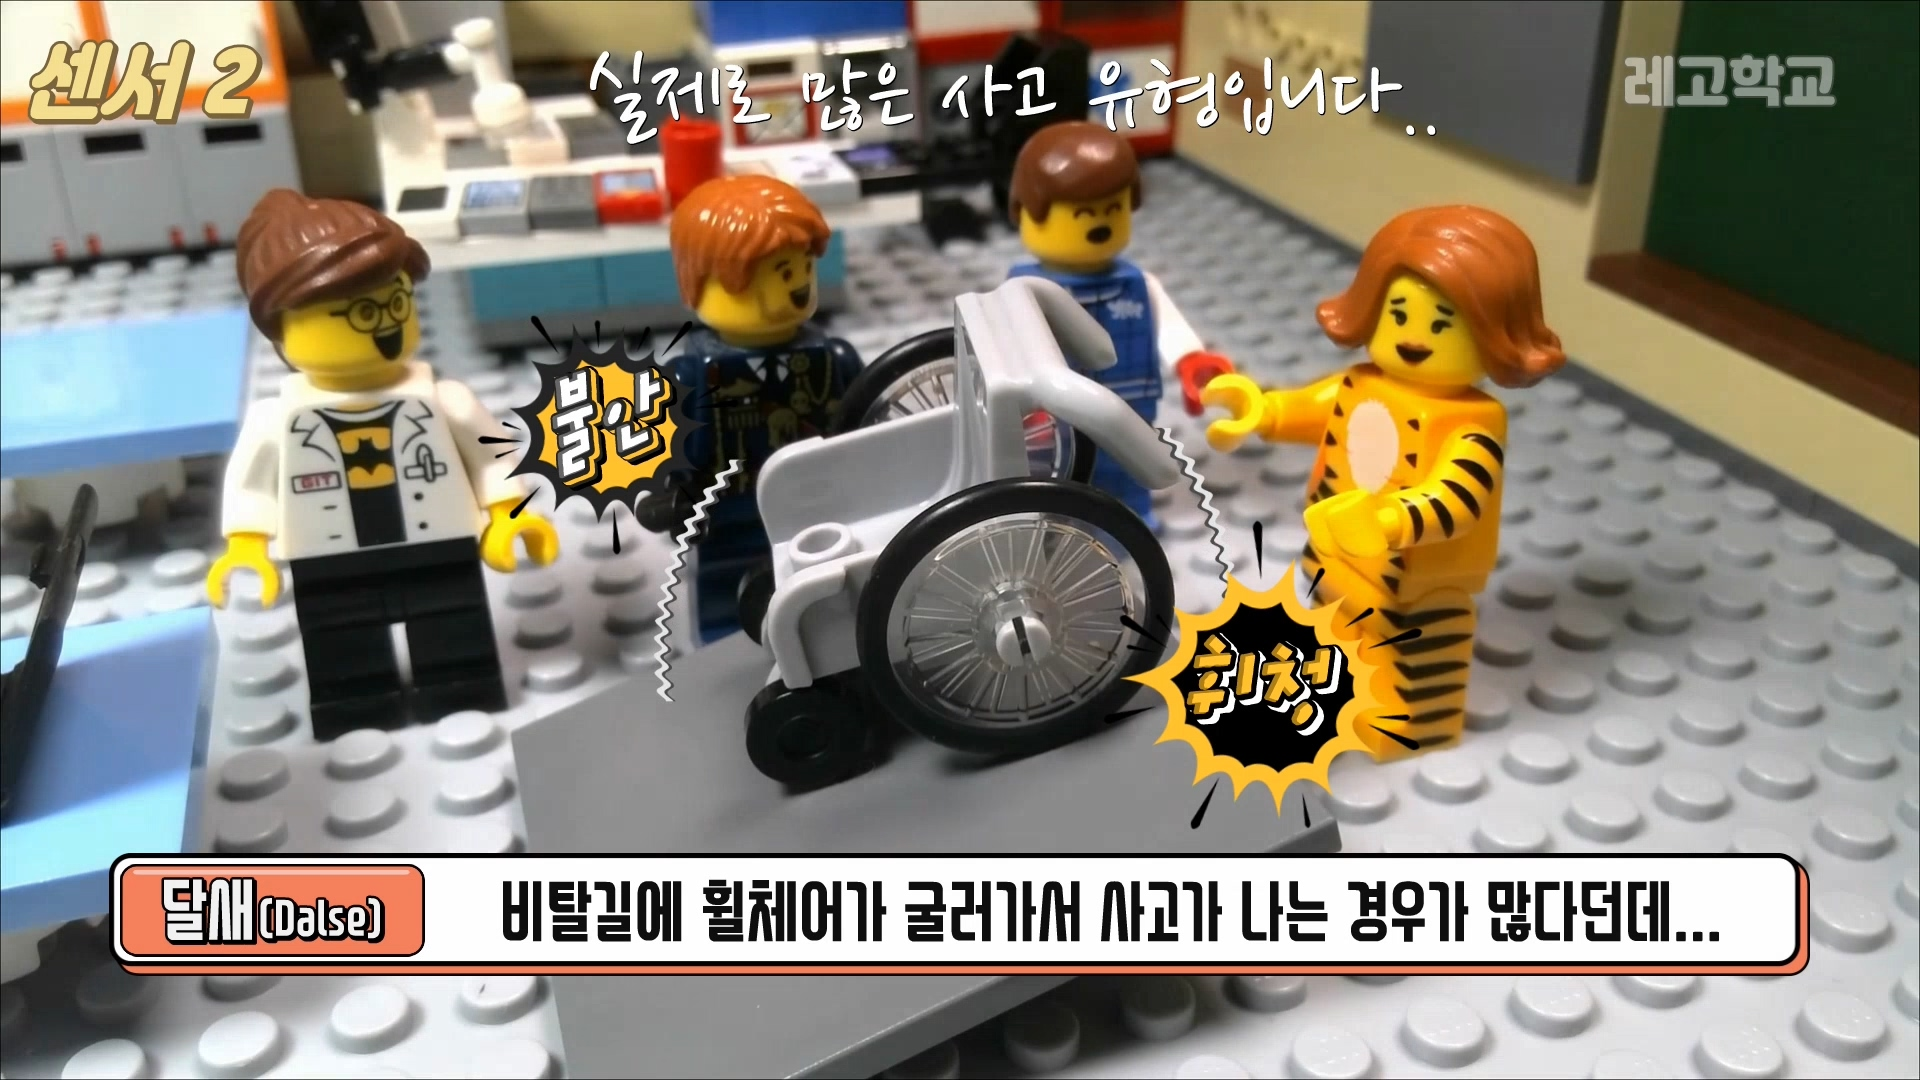 센서 2
실제로 많은 사고 유형입니다..
레고학교
불안
GIT
휘청
달새(Dalse)
비탈길에 휠체어가 굴러가서 사고가 나는 경우가 많다던데...